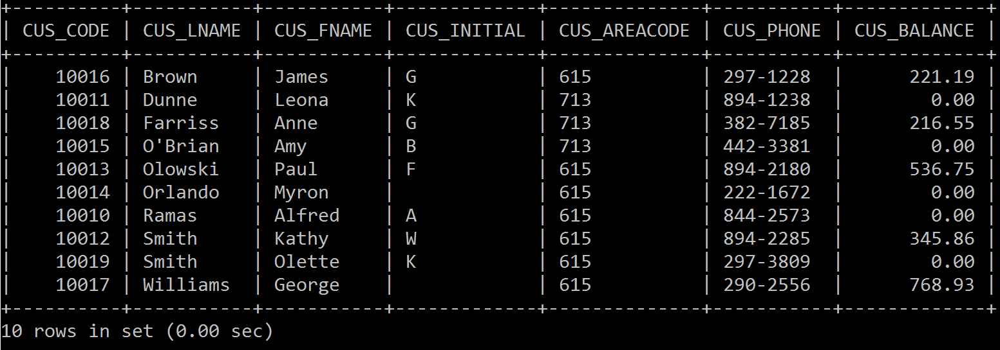 +----------+-----------+-----------+-------------+--------------+-----------+-------------+
| CUS_CODE | CUS_LNAME | CUS_FNAME | CUS_INITIAL | CUS_AREACODE | CUS_PHONE | CUS_BALANCE |
+----------+-----------+-----------+-------------+--------------+-----------+-------------+
|    10016 | Brown     | James     | G           | 615          | 297-1228  |      221.19 |
|    10011 | Dunne     | Leona     | K           | 713          | 894-1238  |        0.00 |
|    10018 | Farriss   | Anne      | G           | 713          | 382-7185  |      216.55 |
|    10015 | O'Brian   | Amy       | B           | 713          | 442-3381  |        0.00 |
|    10013 | Olowski   | Paul      | F           | 615          | 894-2180  |      536.75 |
|    10014 | Orlando   | Myron     |             | 615          | 222-1672  |        0.00 |
|    10010 | Ramas     | Alfred    | A           | 615          | 844-2573  |        0.00 |
|    10012 | Smith     | Kathy     | W           | 615          | 894-2285  |      345.86 |
|    10019 | Smith     | Olette    | K           | 615          | 297-3809  |        0.00 |
|    10017 | Williams  | George    |             | 615          | 290-2556  |      768.93 |
+----------+-----------+-----------+-------------+--------------+-----------+-------------+
10 rows in set (0.00 sec)